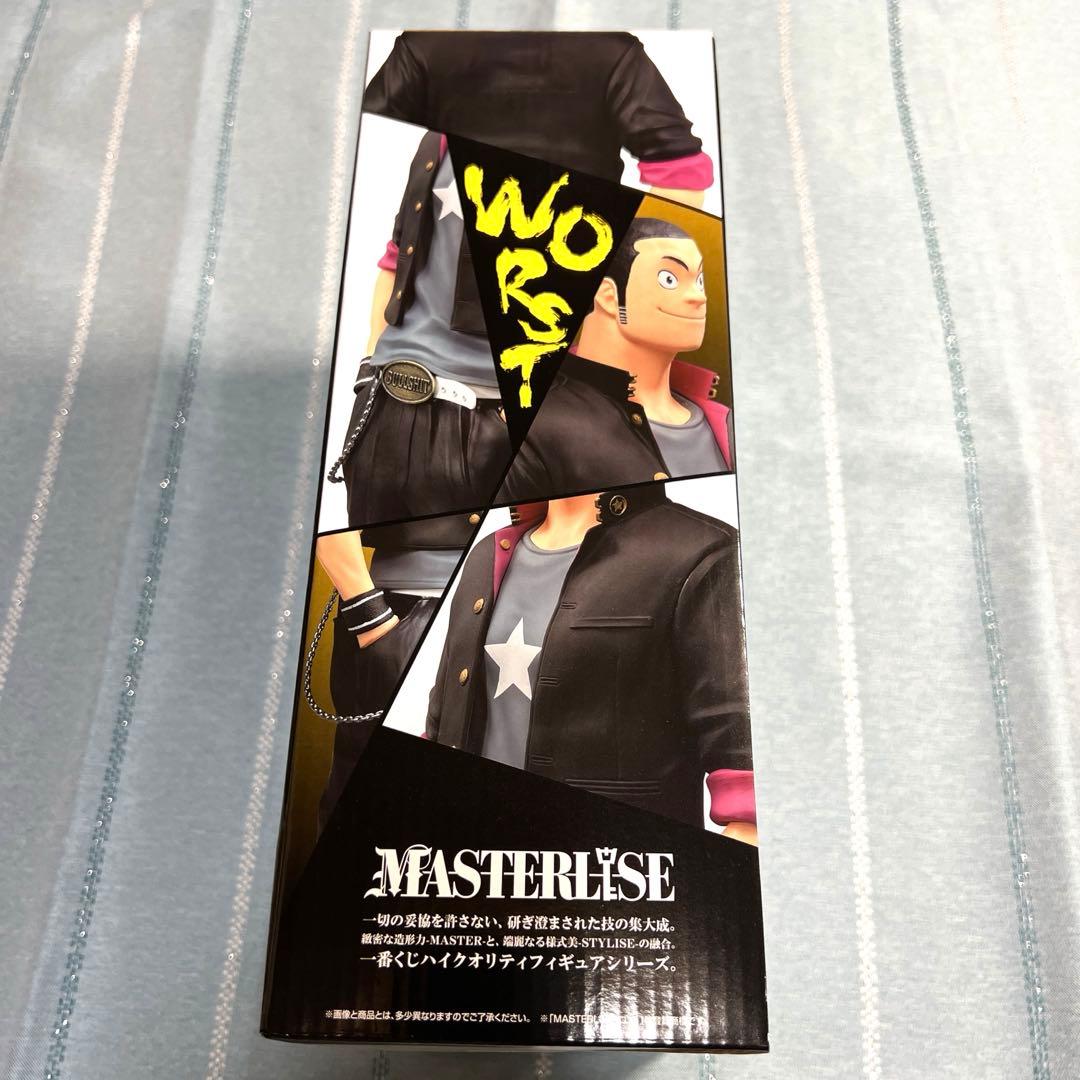 WORST
BULLSHIT
MASTERLISE
一切の妥協を許さない、研ぎ澄まされた技の集大成。
緻密な造形力-MASTER-と、端麗なる様式美-STYLISE-の融合。
一番くじハイクオリティフィギュアシリーズ。
※画像と商品とは、多少異なりますのでご了承ください。 ※「MASTERL